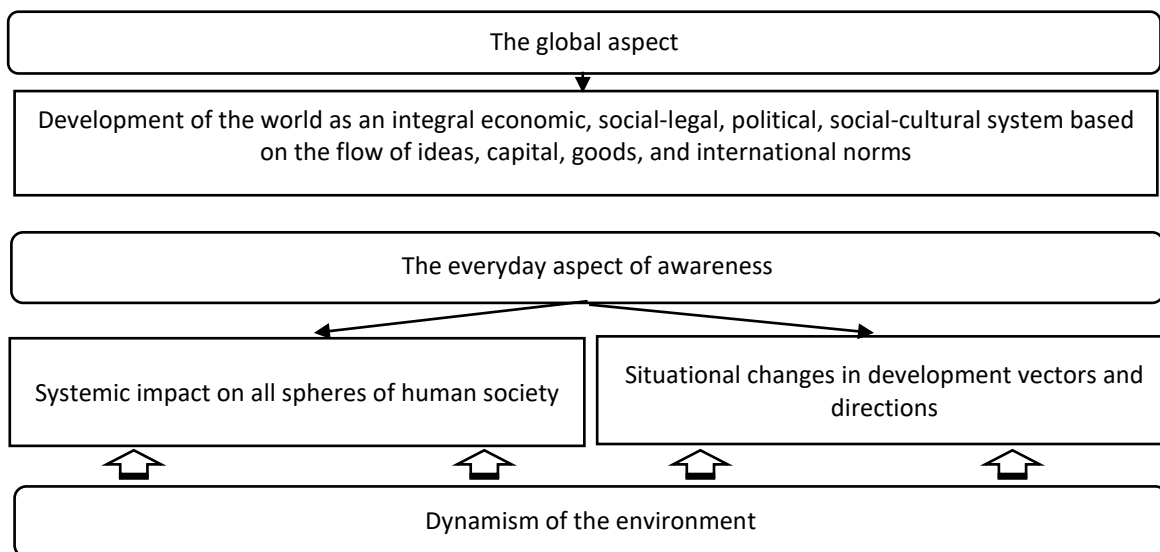 The global aspect
Development of the world as an integral economic, social-legal, political, social-cultural system based
on the flow of ideas, capital, goods, and international norms
The everyday aspect of awareness
Systemic impact on all spheres of human society
Situational changes in development vectors and
directions
Dynamism of the environment